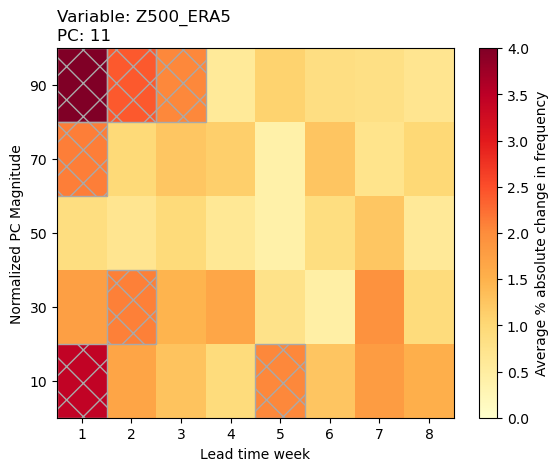 Variable: Z500_ERA5
PC: 11
Normalized PC Magnitude
90
70
50
30
10
1 2 3 4 5 6 7 8
Lead time week
4.0
3.5
3.0
2.5
2.0
1.5
1.0
0.5
0.0
Average % absolute change in frequency